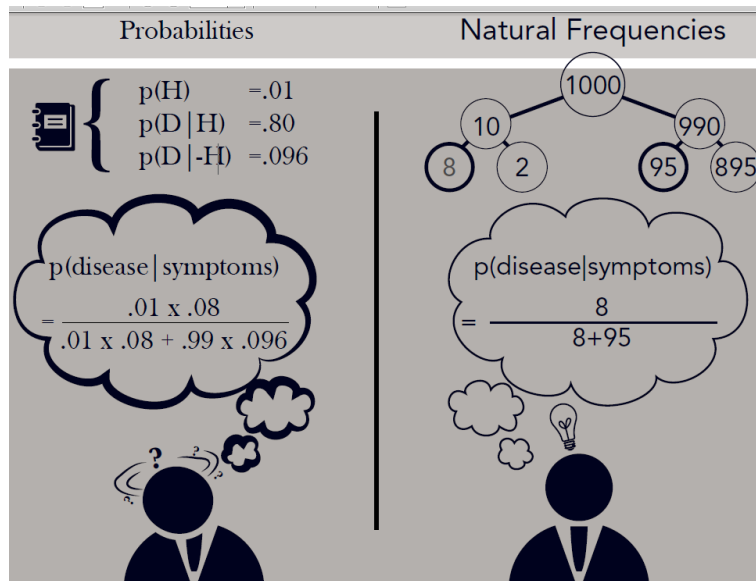 Probabilities
Natural Frequencies
p(H) =.01
p(D|H) =.80
p(D|-H) =.096
p(disease|symptoms)
= .01 x .08
.01 x .08 + .99 x .096
?
?
?
?
1000
10 990
8 2 95 895
p(disease|symptoms)
= 8
8+95